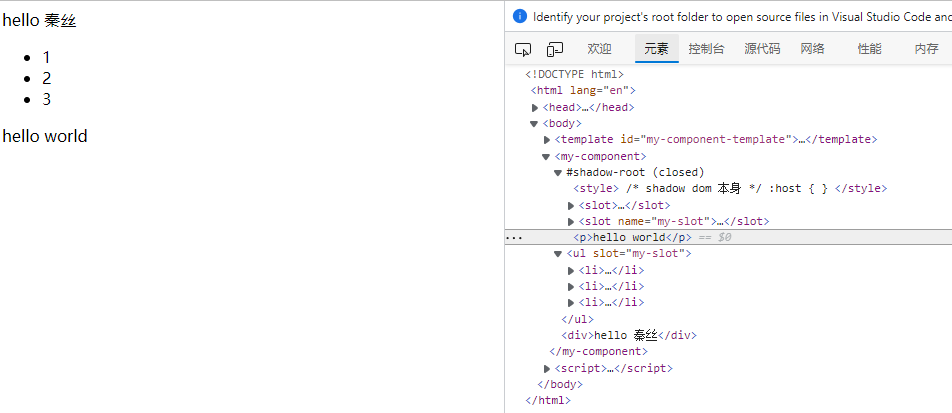 hello 秦丝
1
2
3
hello world
Identify your project's root folder to open source files in Visual Studio Code and
欢迎 元素 控制台 源代码 网络 性能 内存
<!DOCTYPE html>
<html lang="en">
<head>…</head>
<body>
<template id="my-component-template">…</template>
<my-component>
#shadow-root (closed)
<style> /* shadow dom 本身 */ :host { } </style>
<slot>…</slot>
<slot name="my-slot">…</slot>
<p>hello world</p> == $0
<ul slot="my-slot">
<li>…</li>
<li>…</li>
<li>…</li>
</ul>
<div>hello 秦丝</div>
</my-component>
<script>…</script>
</body>
</html>